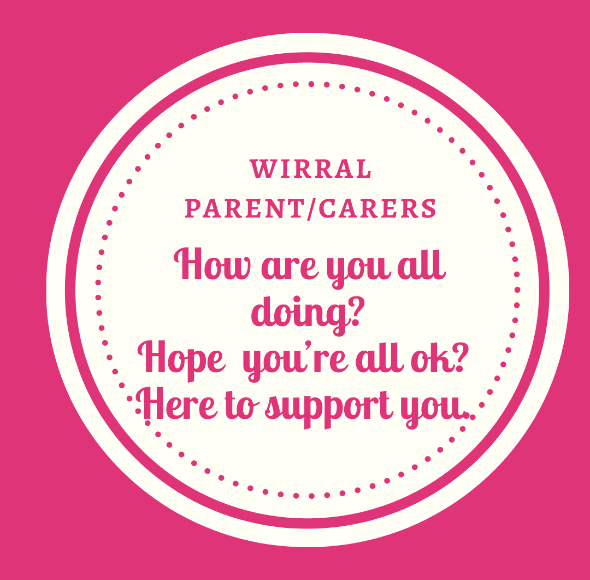 WIRRAL
PARENT/CARERS
How are you all
doing?
Hope you're all ok?
Here to support you..